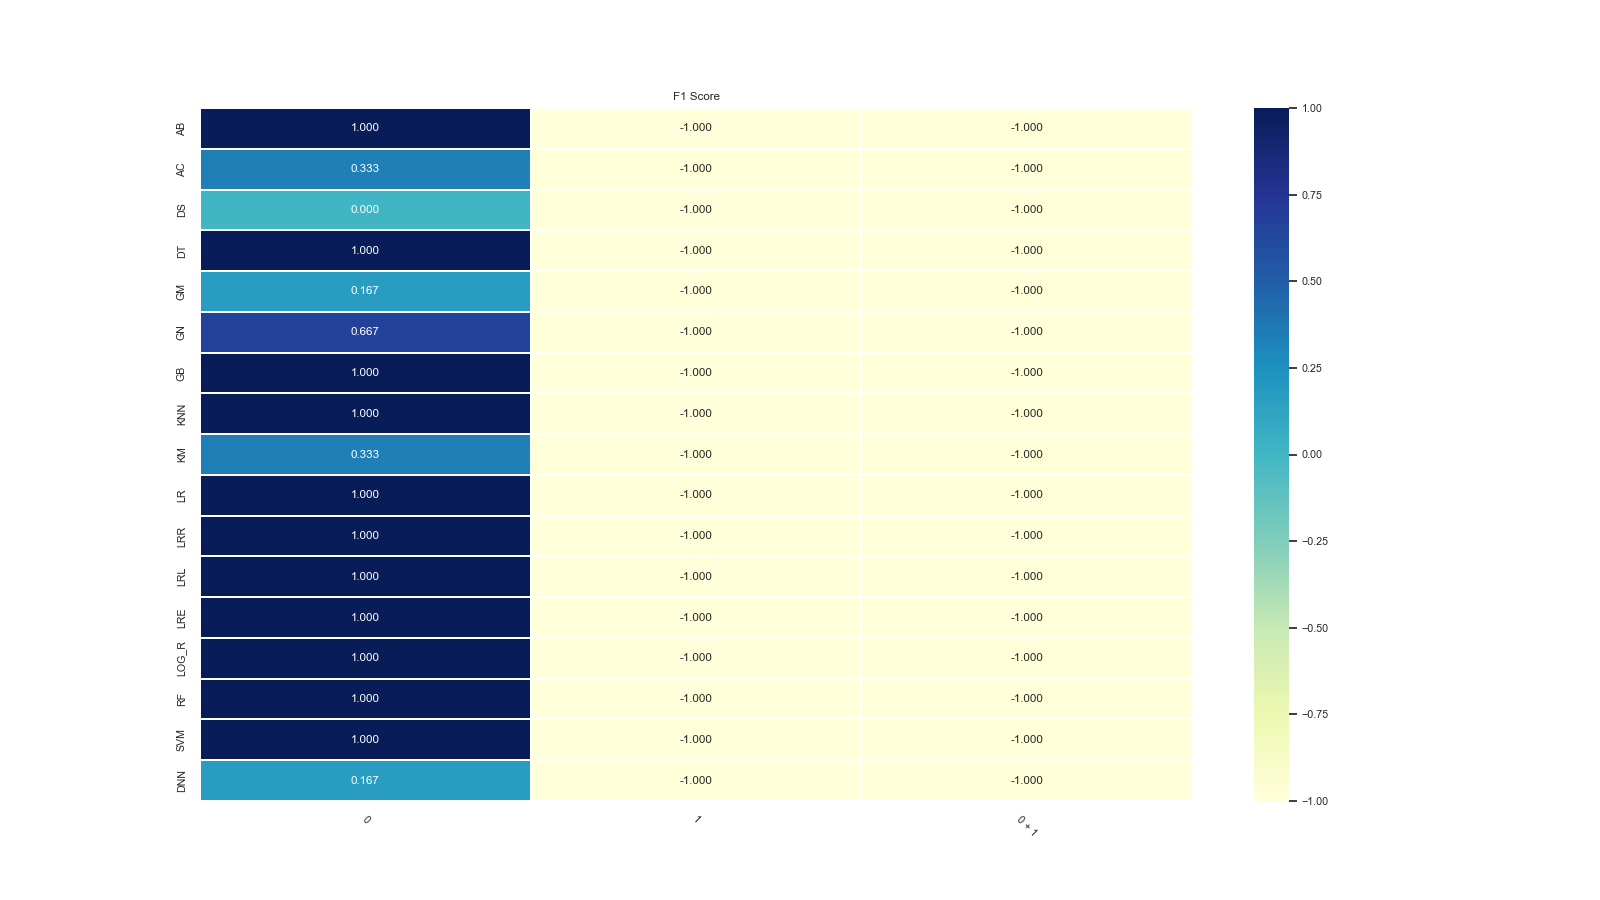 F1 Score
AB 1.000 -1.000 -1.000
AC 0.333 -1.000 -1.000
DS 0.000 -1.000 -1.000
DT 1.000 -1.000 -1.000
GM 0.167 -1.000 -1.000
GN 0.667 -1.000 -1.000
GB 1.000 -1.000 -1.000
KNN 1.000 -1.000 -1.000
KM 0.333 -1.000 -1.000
LR 1.000 -1.000 -1.000
LRR 1.000 -1.000 -1.000
LRL 1.000 -1.000 -1.000
LRE 1.000 -1.000 -1.000
LOG_R 1.000 -1.000 -1.000
RF 1.000 -1.000 -1.000
SVM 1.000 -1.000 -1.000
DNN 0.167 -1.000 -1.000
0 1 0 + 1
1.00
0.75
0.50
0.25
0.00
−0.25
−0.50
−0.75
−1.00